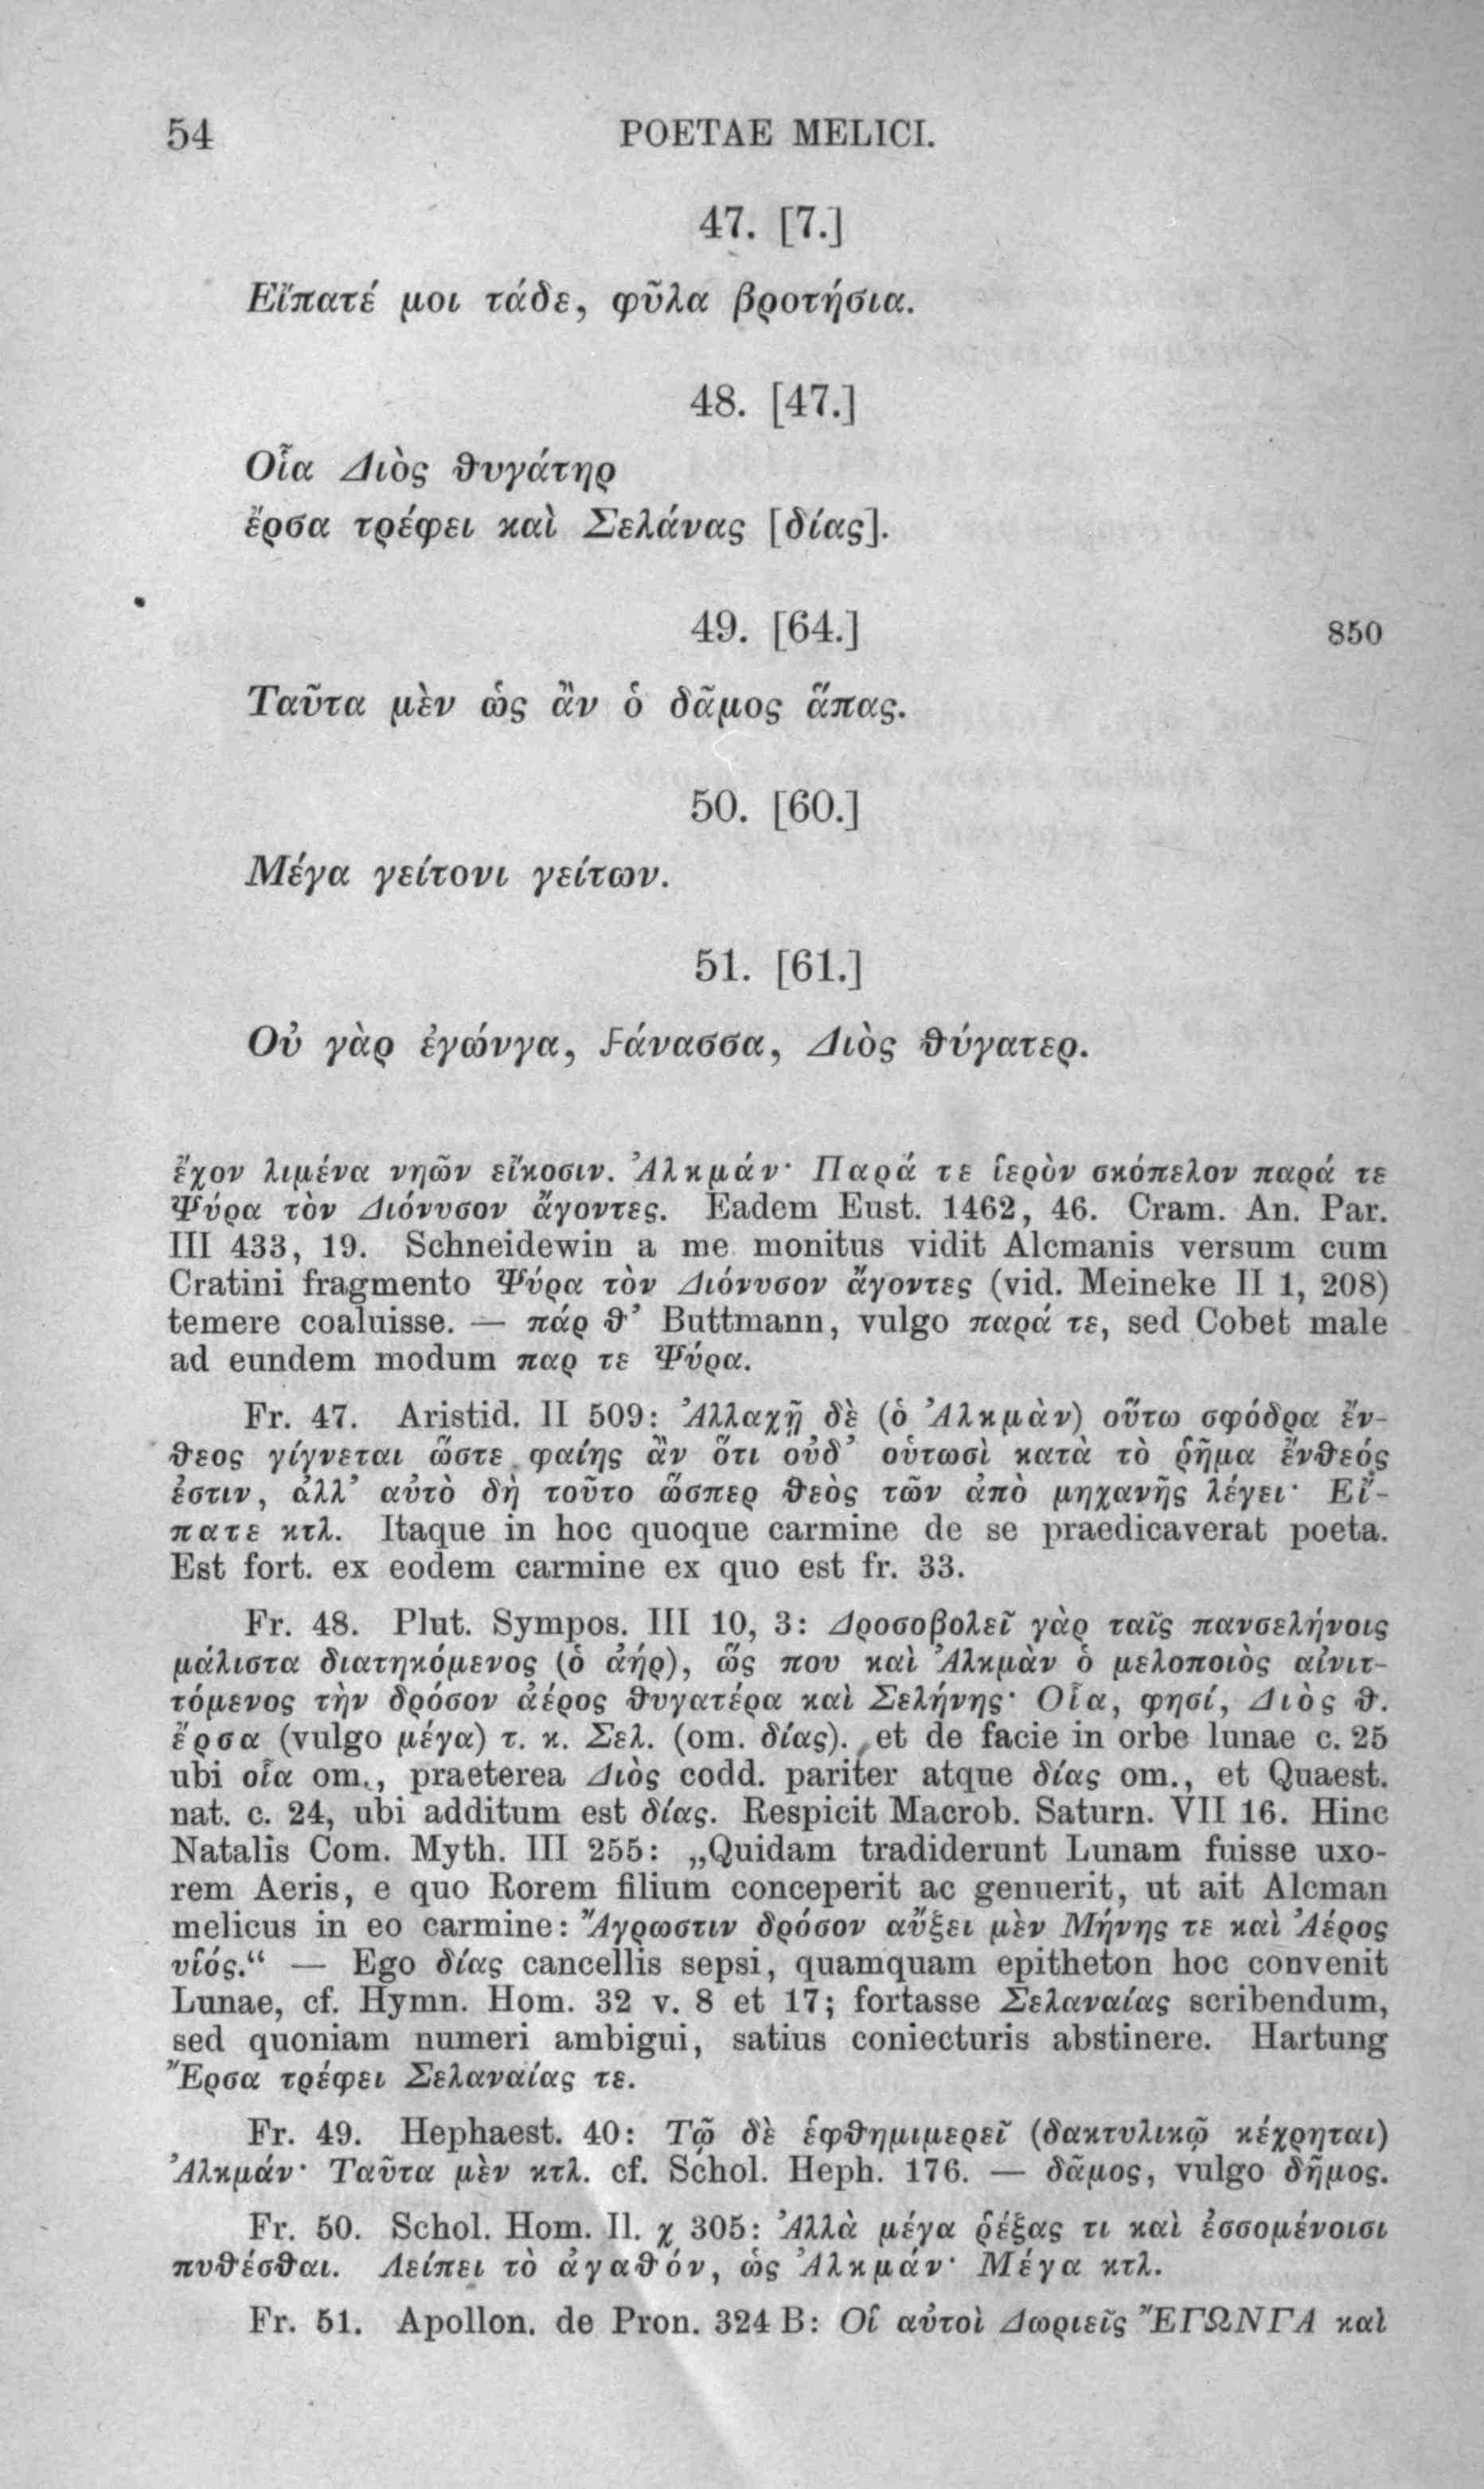 54 POETAE MELICI.
47. [7.]
Εἴπατέ μοι τάδε, φῦλα βροτήσια.
48. [47.]
Οἷα Διὸς θυγάτηρ
ἔρσα τρέφει καὶ Σελάνας [δίας].
49. [64.] 850
Ταῦτα μὲν ὡς ἂν ὁ δᾶμος ἅπας.
50. [60.]
Μέγα γείτονι γείτων.
51. [61.]
Οὐ γὰρ ἐγώνγα, Ϝάνασσα, Διὸς θύγατερ.
ἔχον λιμένα νηῶν εἴκοσιν. Ἀλκμάν· Παρά τε ἱερὸν σκόπελον παρά τε
Ψύρα τὸν Διόνυσον ἄγοντες. Eadem Eust. 1462, 46. Cram. An. Par.
III 433, 19. Schneidewin a me monitus vidit Alcmanis versum cum
Cratini fragmento Ψύρα τὸν Διόνυσον ἄγοντες (vid. Meineke II 1, 208)
temere coaluisse. — πάρ θ’ Buttmann, vulgo παρά τε, sed Cobet male
ad eundem modum παρ τε Ψύρα.
Fr. 47. Aristid. II 509: Ἀλλαχῆ δὲ (ὁ Ἀλκμὰν) οὕτω σφόδρα ἔν-
θεος γίγνεται ὥστε φαίης ἂν ὅτι οὐδ’ οὑτωσὶ κατὰ τὸ ῥῆμα ἔνθεός
ἐστιν, ἀλλ’ αὐτὸ δὴ τοῦτο ὥσπερ θεὸς τῶν ἀπὸ μηχανῆς λέγει· Εἴ-
πατε κτλ. Itaque in hoc quoque carmine de se praedicaverat poeta.
Est fort. ex eodem carmine ex quo est fr. 33.
Fr. 48. Plut. Sympos. III 10, 3: Δροσοβολεῖ γὰρ ταῖς πανσελήνοις
μάλιστα διατηκόμενος (ὁ ἀήρ), ὥς που καὶ Ἀλκμὰν ὁ μελοποιὸς αἰνιτ-
τόμενος τὴν δρόσον ἀέρος θυγατέρα καὶ Σελήνης· Οἷα, φησί, Διὸς θ.
ἔρσα (vulgo μέγα) τ. κ. Σελ. (om. δίας). et de facie in orbe lunae c. 25
ubi οἷα om., praeterea Διὸς codd. pariter atque δίας om., et Quaest.
nat. c. 24, ubi additum est δίας. Respicit Macrob. Saturn. VII 16. Hinc
Natalis Com. Myth. III 255: „Quidam tradiderunt Lunam fuisse uxo-
rem Aeris, e quo Rorem filium conceperit ac genuerit, ut ait Alcman
melicus in eo carmine: Ἄγρωστιν δρόσον αὔξει μὲν Μήνης τε καὶ Ἀέρος
υἱός.“ — Ego δίας cancellis sepsi, quamquam epitheton hoc convenit
Lunae, cf. Hymn. Hom. 32 v. 8 et 17; fortasse Σελαναίας scribendum,
sed quoniam numeri ambigui, satius coniecturis abstinere. Hartung
Ἔρσα τρέφει Σελαναίας τε.
Fr. 49. Hephaest. 40: Τῷ δὲ ἑφθημιμερεῖ (δακτυλικῷ κέχρηται)
Ἀλκμάν· Ταῦτα μὲν κτλ. cf. Schol. Heph. 176. — δᾶμος, vulgo δῆμος.
Fr. 50. Schol. Hom. Il. χ 305: Ἀλλὰ μέγα ῥέξας τι καὶ ἐσσομένοισι
πυθέσθαι. Λείπει τὸ ἀγαθόν, ὡς Ἀλκμάν· Μέγα κτλ.
Fr. 51. Apollon. de Pron. 324 B: Οἱ αὐτοὶ Δωριεῖς ἜΓΩΝΓΑ καὶ